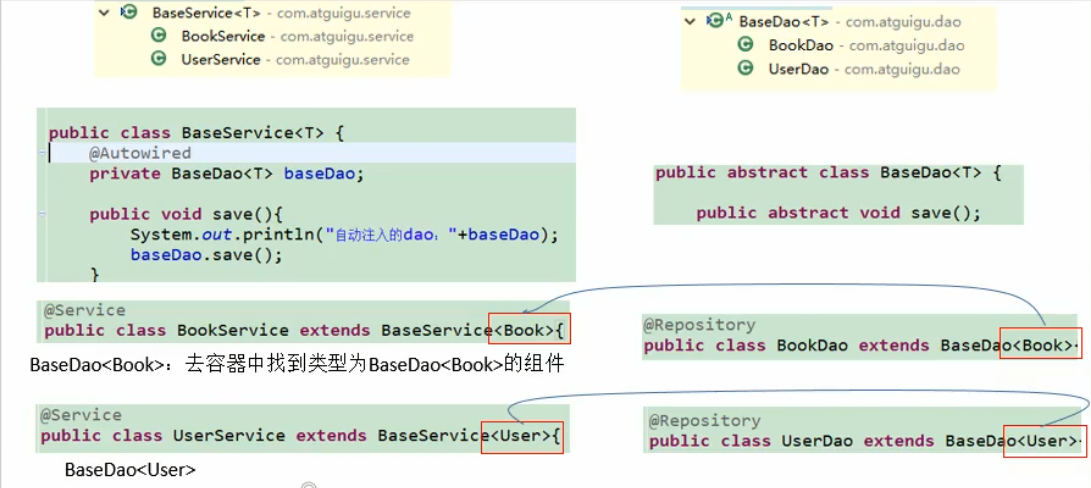 BaseService<T> - com.atguigu.service
BookService - com.atguigu.service
UserService - com.atguigu.service
BaseDao<T> - com.atguigu.dao
BookDao - com.atguigu.dao
UserDao - com.atguigu.dao
public class BaseService<T> {
@Autowired
private BaseDao<T> baseDao;
public void save(){
System.out.println("自动注入的dao："+baseDao);
baseDao.save();
}
public abstract class BaseDao<T> {
public abstract void save();
@Service
public class BookService extends BaseService<Book>{
BaseDao<Book>：去容器中找到类型为BaseDao<Book>的组件
@Repository
public class BookDao extends BaseDao<Book>{
@Service
public class UserService extends BaseService<User>{
BaseDao<User>
@Repository
public class UserDao extends BaseDao<User>{